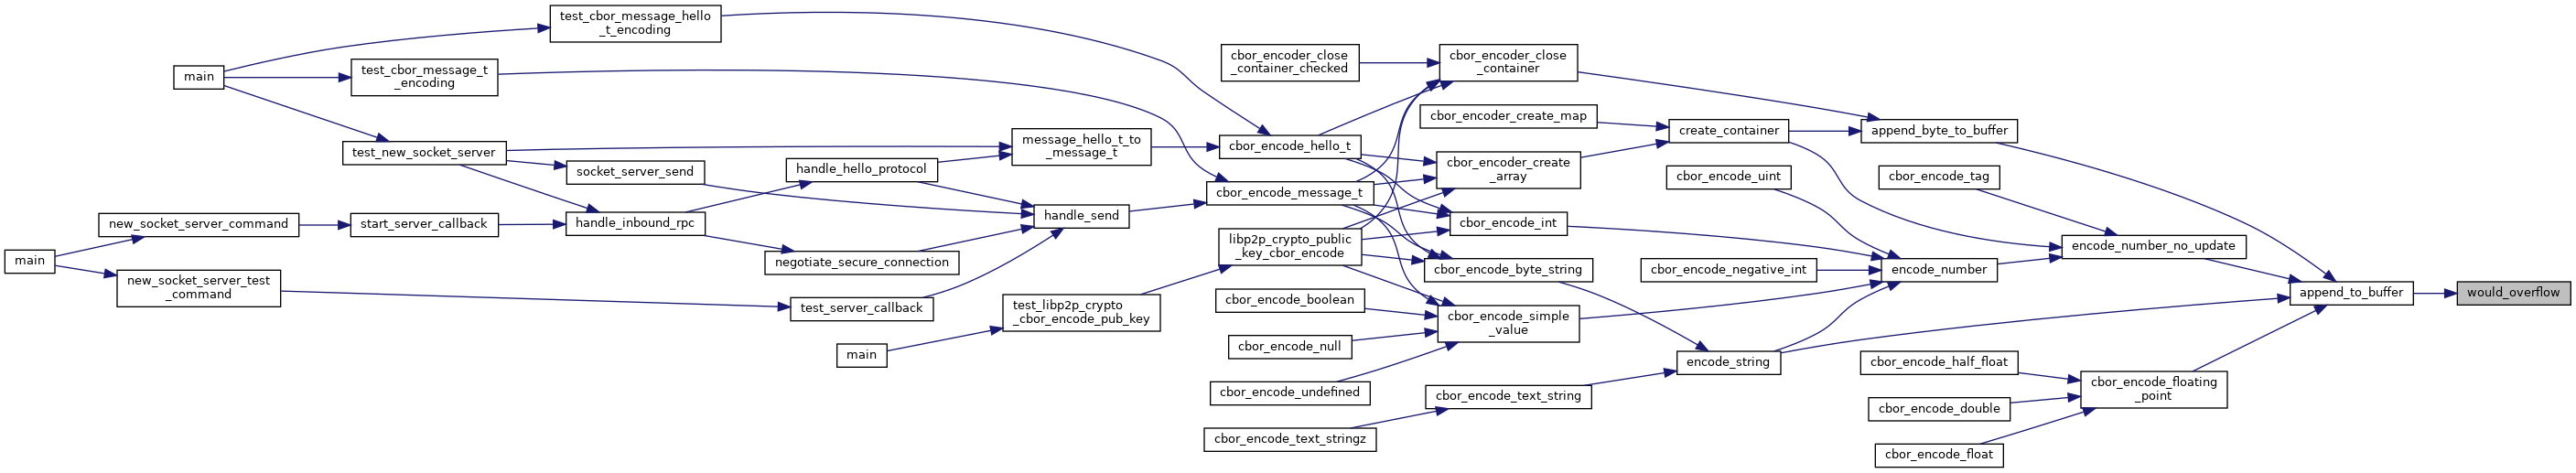 main
new_socket_server_command
new_socket_server_test
_command
main
test_cbor_message_t
_encoding
test_new_socket_server
start_server_callback
test_cbor_message_hello
_t_encoding
socket_server_send
handle_inbound_rpc
handle_hello_protocol
negotiate_secure_connection
test_server_callback
main
message_hello_t_to
_message_t
handle_send
test_libp2p_crypto
_cbor_encode_pub_key
cbor_encoder_close
_container_checked
cbor_encode_hello_t
cbor_encode_message_t
libp2p_crypto_public
_key_cbor_encode
cbor_encode_boolean
cbor_encode_null
cbor_encode_undefined
cbor_encode_text_stringz
cbor_encoder_close
_container
cbor_encoder_create_map
cbor_encoder_create
_array
cbor_encode_int
cbor_encode_byte_string
cbor_encode_simple
_value
cbor_encode_text_string
create_container
cbor_encode_uint
cbor_encode_negative_int
encode_string
append_byte_to_buffer
cbor_encode_tag
encode_number
cbor_encode_half_float
cbor_encode_double
cbor_encode_float
encode_number_no_update
cbor_encode_floating
_point
append_to_buffer
would_overflow